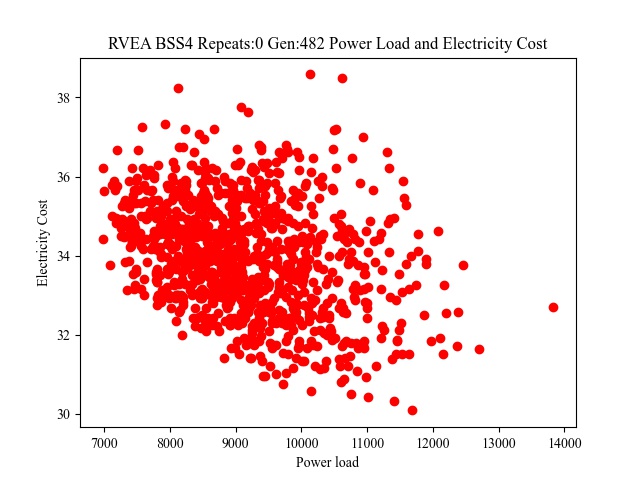 RVEA BSS4 Repeats:0 Gen:482 Power Load and Electricity Cost
38
36
34
32
30
Electricity Cost
7000 8000 9000 10000 11000 12000 13000 14000
Power load